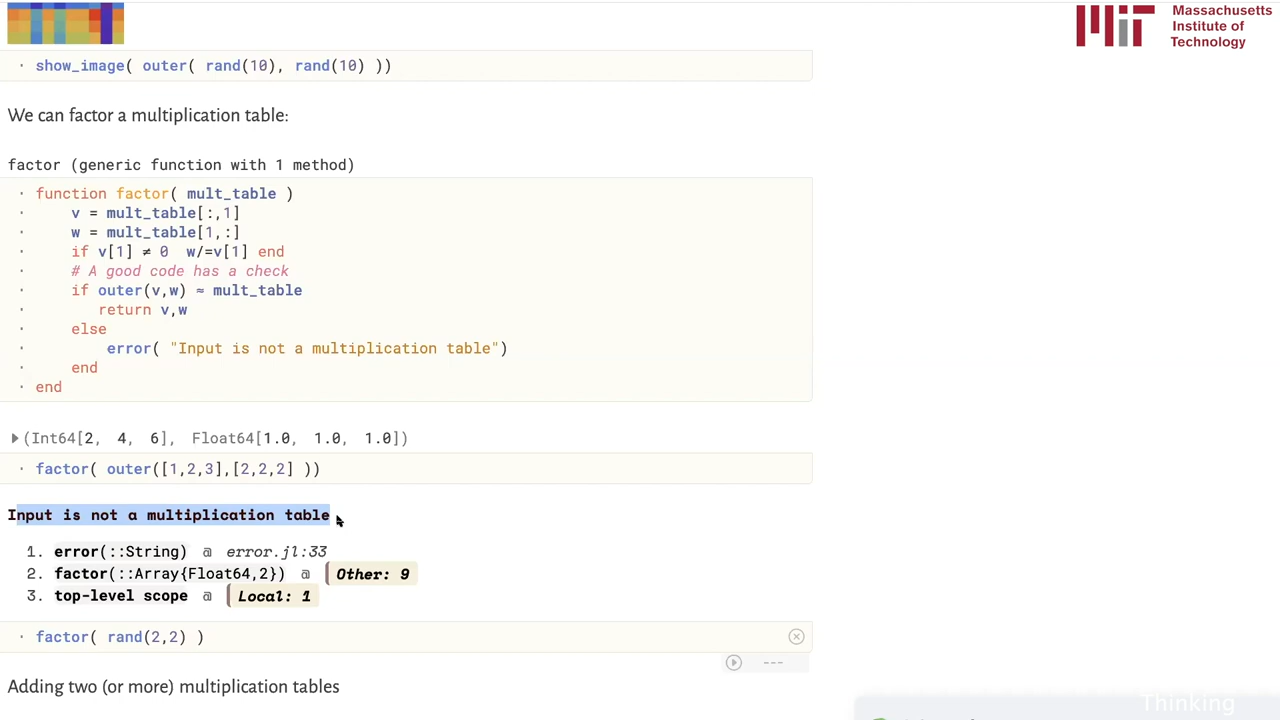 Massachusetts
Institute of
Technology
· show_image( outer( rand(10), rand(10) ))
We can factor a multiplication table:
factor (generic function with 1 method)
· function factor( mult_table )
·     v = mult_table[:,1]
·     w = mult_table[1,:]
·     if v[1] ≠ 0  w/=v[1] end
·     # A good code has a check
·     if outer(v,w) ≈ mult_table
·        return v,w
·     else
·         error( "Input is not a multiplication table")
·     end
· end
(Int64[2, 4, 6], Float64[1.0, 1.0, 1.0])
· factor( outer([1,2,3],[2,2,2] ))
Input is not a multiplication table
1. error(::String) @ error.jl:33
2. factor(::Array{Float64,2}) @ Other: 9
3. top-level scope @ Local: 1
· factor( rand(2,2) )
---
Adding two (or more) multiplication tables
Thinking